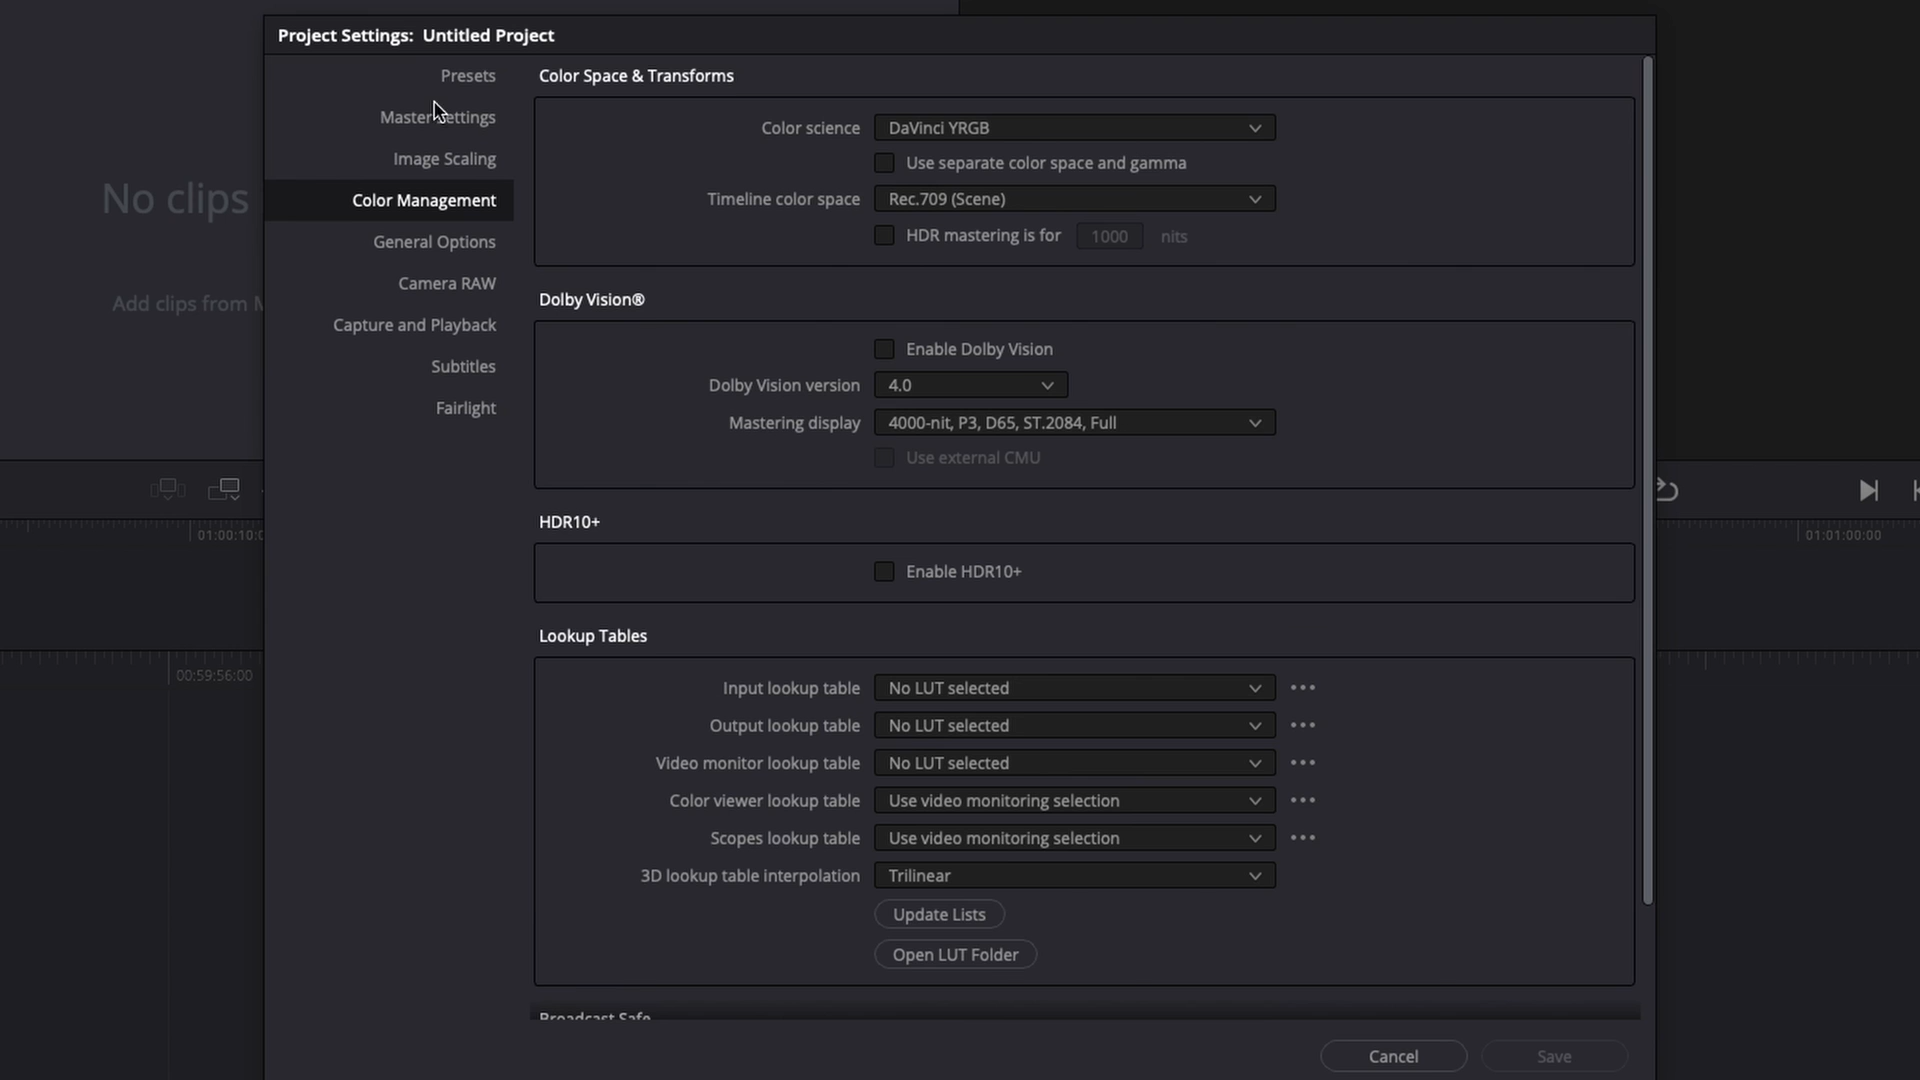 Project Settings: Untitled Project
Presets
Master Settings
Image Scaling
Color Management
General Options
Camera RAW
Capture and Playback
Subtitles
Fairlight
Color Space & Transforms
Color science DaVinci YRGB
Use separate color space and gamma
Timeline color space Rec.709 (Scene)
HDR mastering is for 1000 nits
Dolby Vision®
Enable Dolby Vision
Dolby Vision version 4.0
Mastering display 4000-nit, P3, D65, ST.2084, Full
Use external CMU
HDR10+
Enable HDR10+
Lookup Tables
Input lookup table No LUT selected
Output lookup table No LUT selected
Video monitor lookup table No LUT selected
Color viewer lookup table Use video monitoring selection
Scopes lookup table Use video monitoring selection
3D lookup table interpolation Trilinear
Update Lists
Open LUT Folder
Broadcast Safe
Cancel Save
No clips
Add clips from
01:00:10:0
01:01:00:00
00:59:56:00